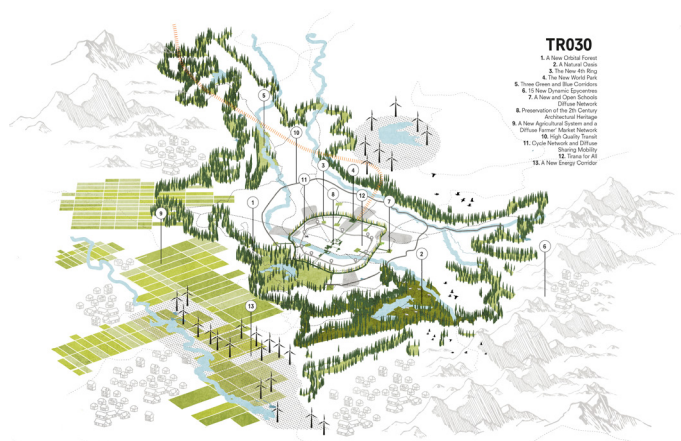 TR030
1. A New Orbital Forest
2. A Natural Oasis
3. The New 4th Ring
4. The New World Park
5. Three Green and Blue Corridors
6. 15 New Dynamic Epycentres
7. A New and Open Schools
Diffuse Network
8. Preservation of the 20th Century
Architectural Heritage
9. A New Agricultural System and a
Diffuse Farmer' Market Network
10. High Quality Transit
11. Cycle Network and Diffuse
Sharing Mobility
12. Tirana for All
13. A New Energy Corridor
5
10
3
4
11
8
12
7
1
9
6
2
13